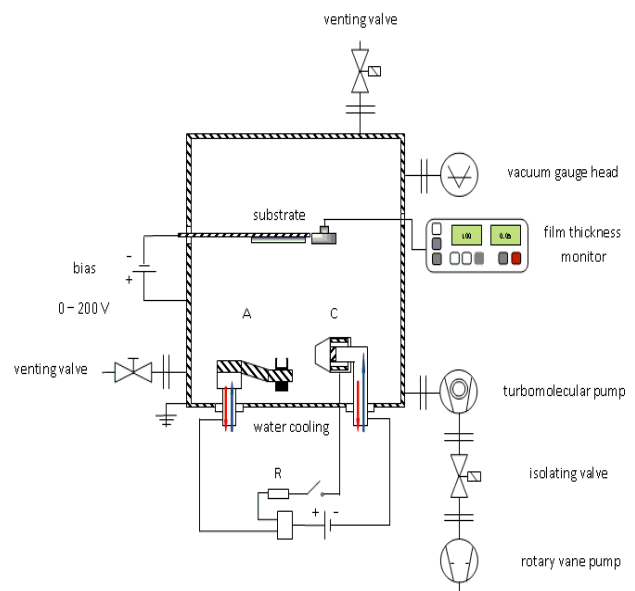 venting valve
vacuum gauge head
substrate
film thickness
monitor
bias
-
+
0 – 200 V
A
C
venting valve
turbomolecular pump
water cooling
isolating valve
R
+ -
rotary vane pump